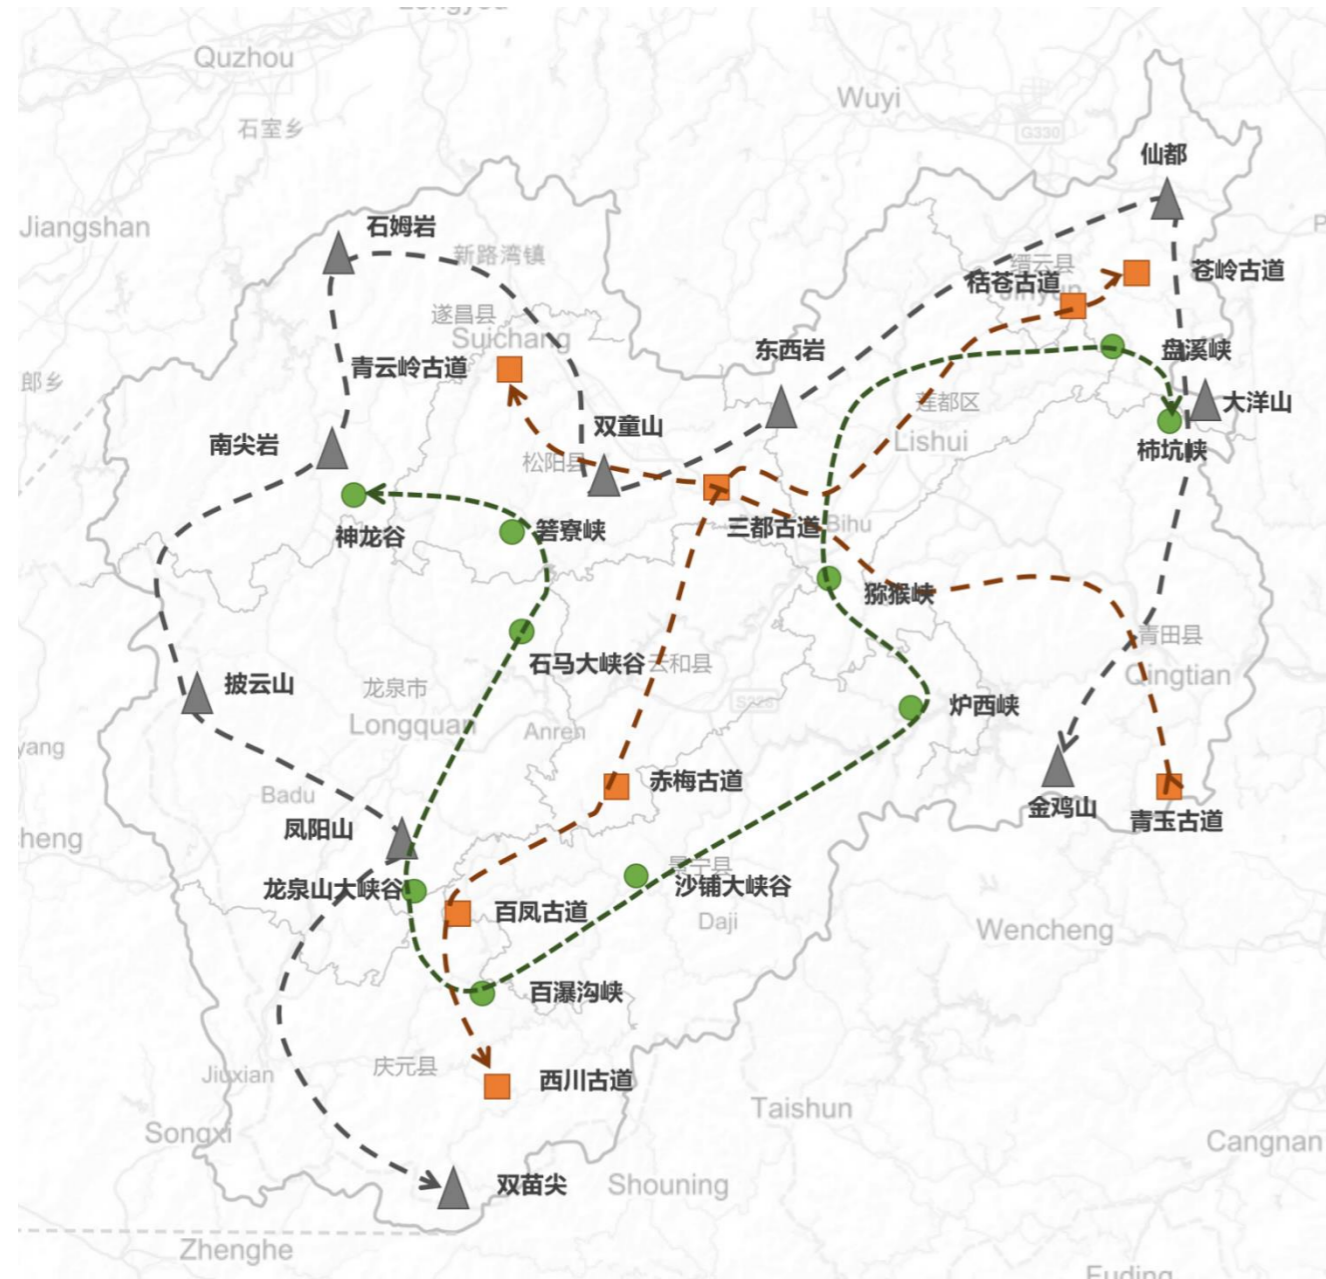 Quzhou
Wuyi
石室乡
G330
仙都
Jiangshan
石姆岩
新路湾镇
缙云县
苍岭古道
括苍古道
Jinyun
遂昌县
Suichang
东西岩
盘溪峡
青云岭古道
郎乡
莲都区
大洋山
双童山
Lishui
南尖岩
柿坑峡
松阳县
三都古道
Bihu
箬寮峡
神龙谷
猕猴峡
青田县
石马大峡谷
云和县
Qingtian
披云山
龙泉市
S328
炉西峡
Longquan
Anren
yang
赤梅古道
Badu
金鸡山
青玉古道
凤阳山
heng
景宁县
龙泉山大峡谷
沙铺大峡谷
百凤古道
Daji
Wencheng
百瀑沟峡
庆元县
Jiuxian
西川古道
Taishun
Songxi
Cangnan
双苗尖
Shouning
Zhenghe
Fuding